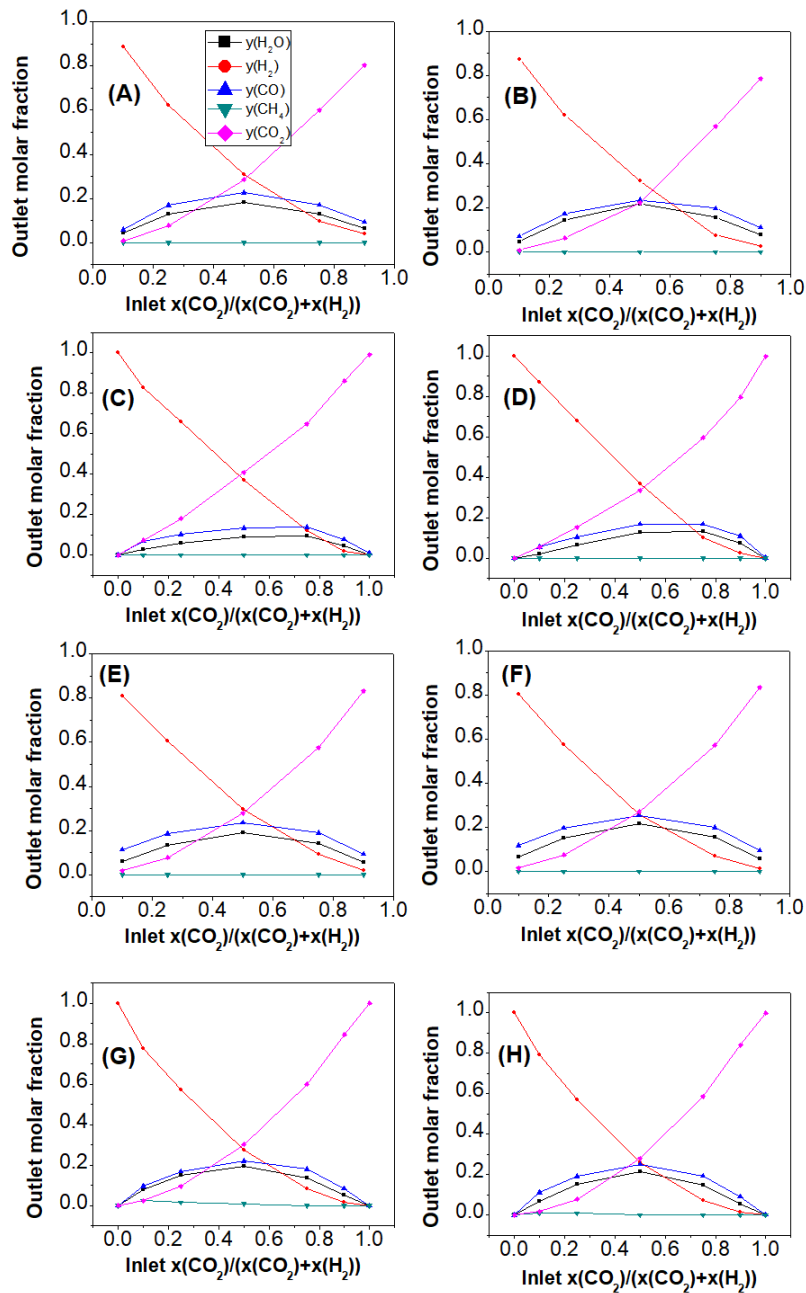 Outlet molar fraction
1.0
0.8
0.6
0.4
0.2
0.0
(A)
y(H₂O)
y(H₂)
y(CO)
y(CH₄)
y(CO₂)
0.0 0.2 0.4 0.6 0.8 1.0
Inlet x(CO₂)/(x(CO₂)+x(H₂))
Outlet molar fraction
1.0
0.8
0.6
0.4
0.2
0.0
(B)
0.0 0.2 0.4 0.6 0.8 1.0
Inlet x(CO₂)/(x(CO₂)+x(H₂))
Outlet molar fraction
1.0
0.8
0.6
0.4
0.2
0.0
(C)
0.0 0.2 0.4 0.6 0.8 1.0
Inlet x(CO₂)/(x(CO₂)+x(H₂))
Outlet molar fraction
1.0
0.8
0.6
0.4
0.2
0.0
(D)
0.0 0.2 0.4 0.6 0.8 1.0
Inlet x(CO₂)/(x(CO₂)+x(H₂))
Outlet molar fraction
1.0
0.8
0.6
0.4
0.2
0.0
(E)
0.0 0.2 0.4 0.6 0.8 1.0
Inlet x(CO₂)/(x(CO₂)+x(H₂))
Outlet molar fraction
1.0
0.8
0.6
0.4
0.2
0.0
(F)
0.0 0.2 0.4 0.6 0.8 1.0
Inlet x(CO₂)/(x(CO₂)+x(H₂))
Outlet molar fraction
1.0
0.8
0.6
0.4
0.2
0.0
(G)
0.0 0.2 0.4 0.6 0.8 1.0
Inlet x(CO₂)/(x(CO₂)+x(H₂))
Outlet molar fraction
1.0
0.8
0.6
0.4
0.2
0.0
(H)
0.0 0.2 0.4 0.6 0.8 1.0
Inlet x(CO₂)/(x(CO₂)+x(H₂))